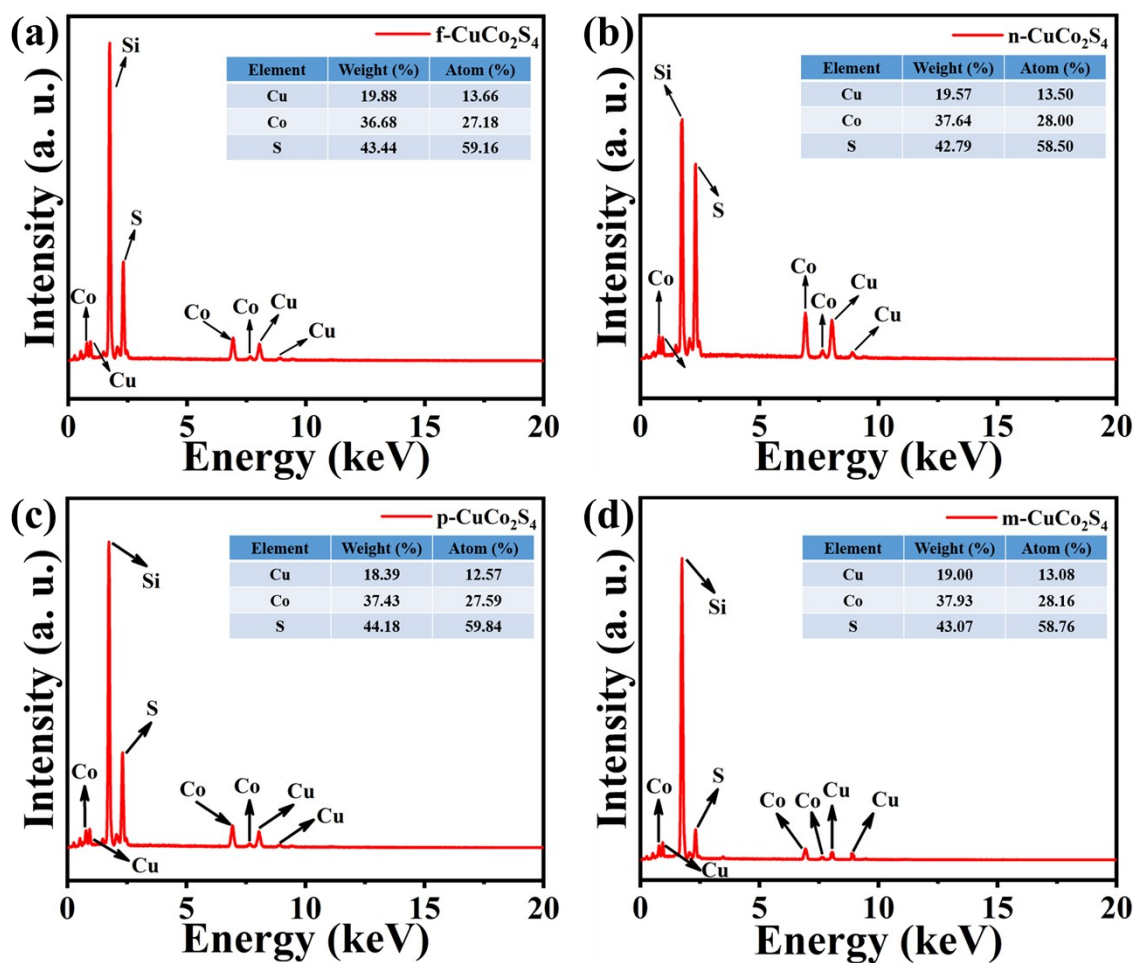 (a)
f-CuCo₂S₄
Si
Element Weight (%) Atom (%)
Cu 19.88 13.66
Co 36.68 27.18
S 43.44 59.16
S
Co
Cu
Co
Co
Cu
Cu
Intensity (a. u.)
0 5 10 15 20
Energy (keV)
(b)
n-CuCo₂S₄
Si
Element Weight (%) Atom (%)
Cu 19.57 13.50
Co 37.64 28.00
S 42.79 58.50
S
Co
Co
Co
Cu
Cu
Intensity (a. u.)
0 5 10 15 20
Energy (keV)
(c)
p-CuCo₂S₄
Si
Element Weight (%) Atom (%)
Cu 18.39 12.57
Co 37.43 27.59
S 44.18 59.84
S
Co
Cu
Co
Co
Cu
Cu
Intensity (a. u.)
0 5 10 15 20
Energy (keV)
(d)
m-CuCo₂S₄
Si
Element Weight (%) Atom (%)
Cu 19.00 13.08
Co 37.93 28.16
S 43.07 58.76
S
Co
Cu
Co
Co
Cu
Cu
Intensity (a. u.)
0 5 10 15 20
Energy (keV)